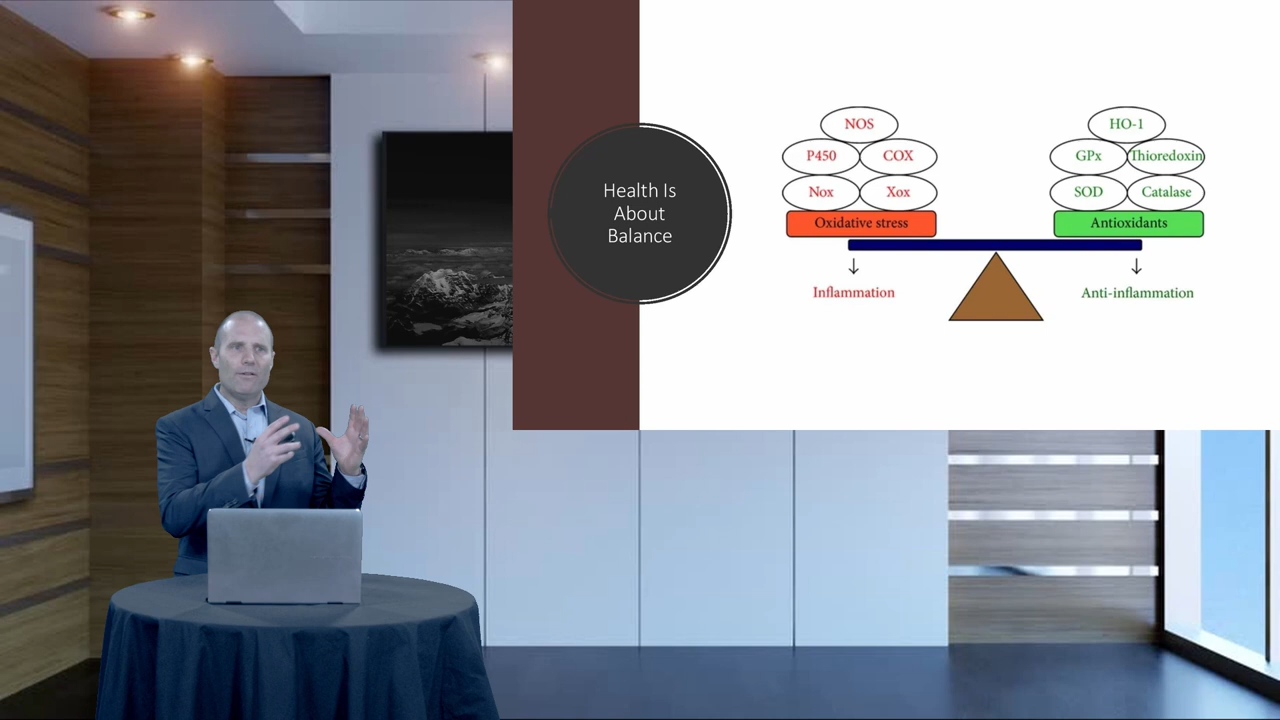 Health Is
About
Balance
NOS
P450
COX
Nox
Xox
Oxidative stress
Inflammation
HO-1
GPx
Thioredoxin
SOD
Catalase
Antioxidants
Anti-inflammation